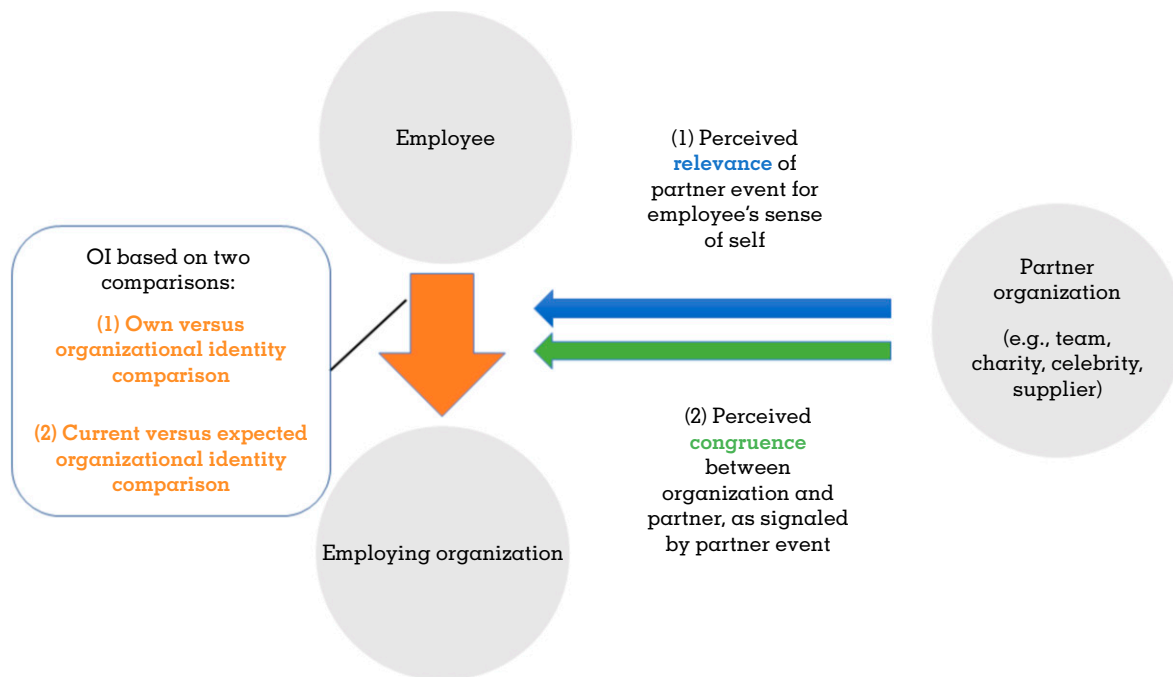 Employee
(1) Perceived
relevance of
partner event for
employee’s sense
of self
OI based on two
comparisons:
(1) Own versus
organizational identity
comparison
(2) Current versus expected
organizational identity
comparison
Partner
organization
(e.g., team,
charity, celebrity,
supplier)
(2) Perceived
congruence
between
organization and
partner, as signaled
by partner event
Employing organization